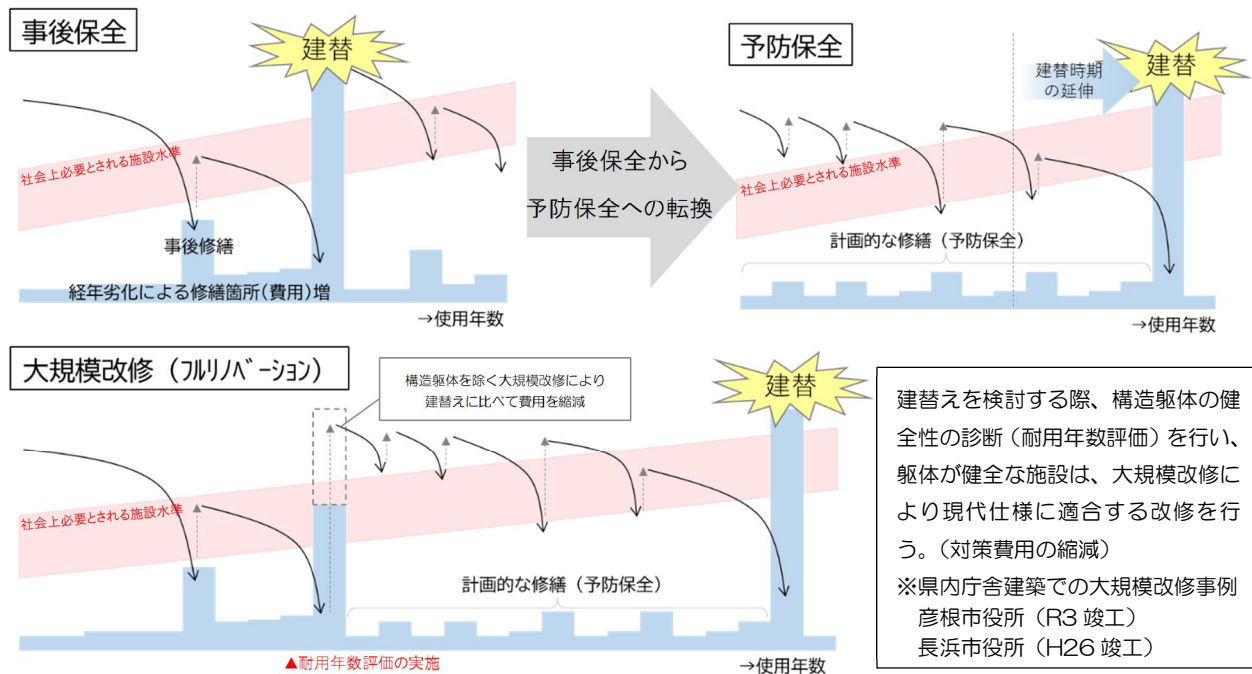 事後保全
建替
社会上必要とされる施設水準
事後修繕
経年劣化による修繕箇所(費用)増
→使用年数
事後保全から
予防保全への転換
予防保全
建替時期
の延伸
建替
社会上必要とされる施設水準
計画的な修繕（予防保全）
→使用年数
大規模改修（ﾌﾙﾘﾉﾍﾞｰｼｮﾝ）
構造躯体を除く大規模改修により
建替えに比べて費用を縮減
建替
社会上必要とされる施設水準
計画的な修繕（予防保全）
▲耐用年数評価の実施
→使用年数
建替えを検討する際、構造躯体の健
全性の診断（耐用年数評価）を行い、
躯体が健全な施設は、大規模改修に
より現代仕様に適合する改修を行
う。（対策費用の縮減）
※県内庁舎建築での大規模改修事例
彦根市役所（R3 竣工）
長浜市役所（H26 竣工）